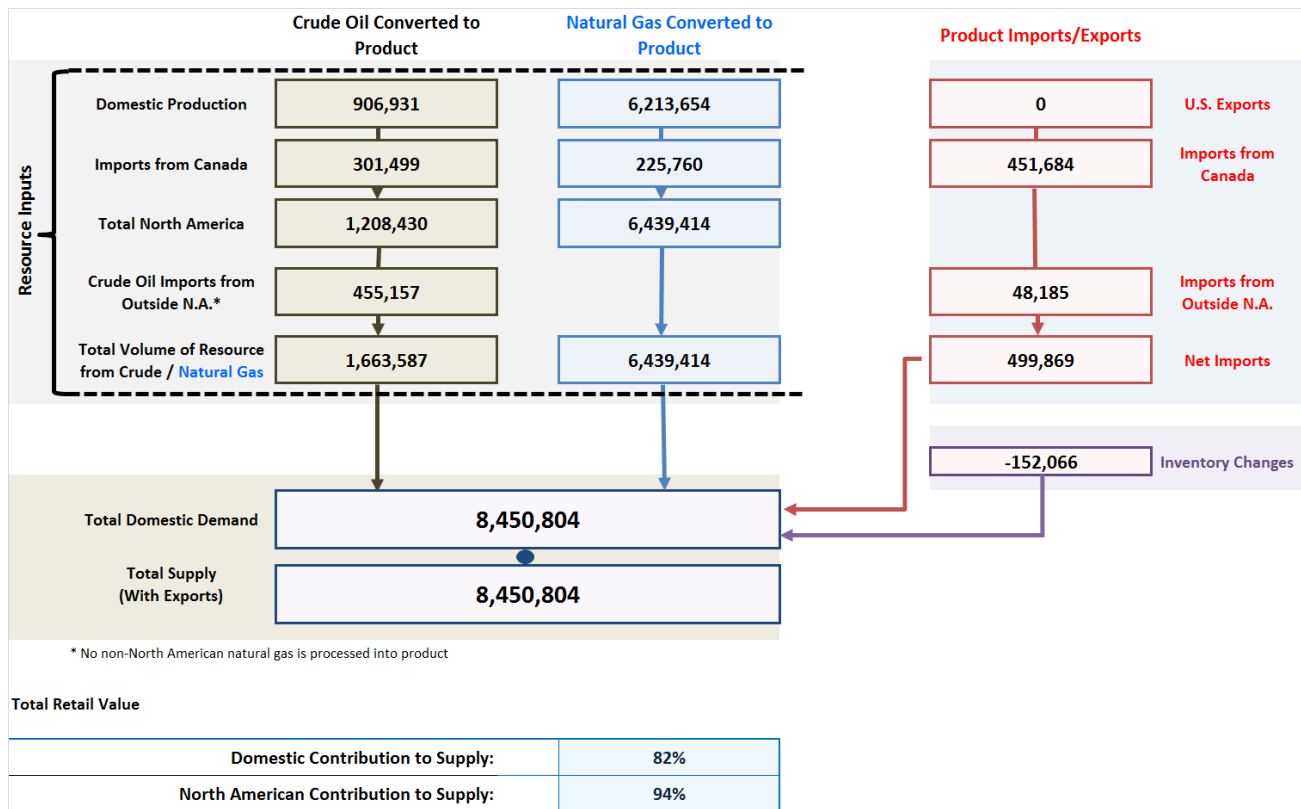 Crude Oil Converted to
Product
Natural Gas Converted to
Product
Product Imports/Exports
Resource Inputs
Domestic Production
906,931
6,213,654
0
U.S. Exports
Imports from Canada
301,499
225,760
451,684
Imports from
Canada
Total North America
1,208,430
6,439,414
Crude Oil Imports from
Outside N.A.*
455,157
48,185
Imports from
Outside N.A.
Total Volume of Resource
from Crude / Natural Gas
1,663,587
6,439,414
499,869
Net Imports
-152,066
Inventory Changes
Total Domestic Demand
8,450,804
Total Supply
(With Exports)
8,450,804
* No non-North American natural gas is processed into product
Total Retail Value
Domestic Contribution to Supply:
82%
North American Contribution to Supply:
94%